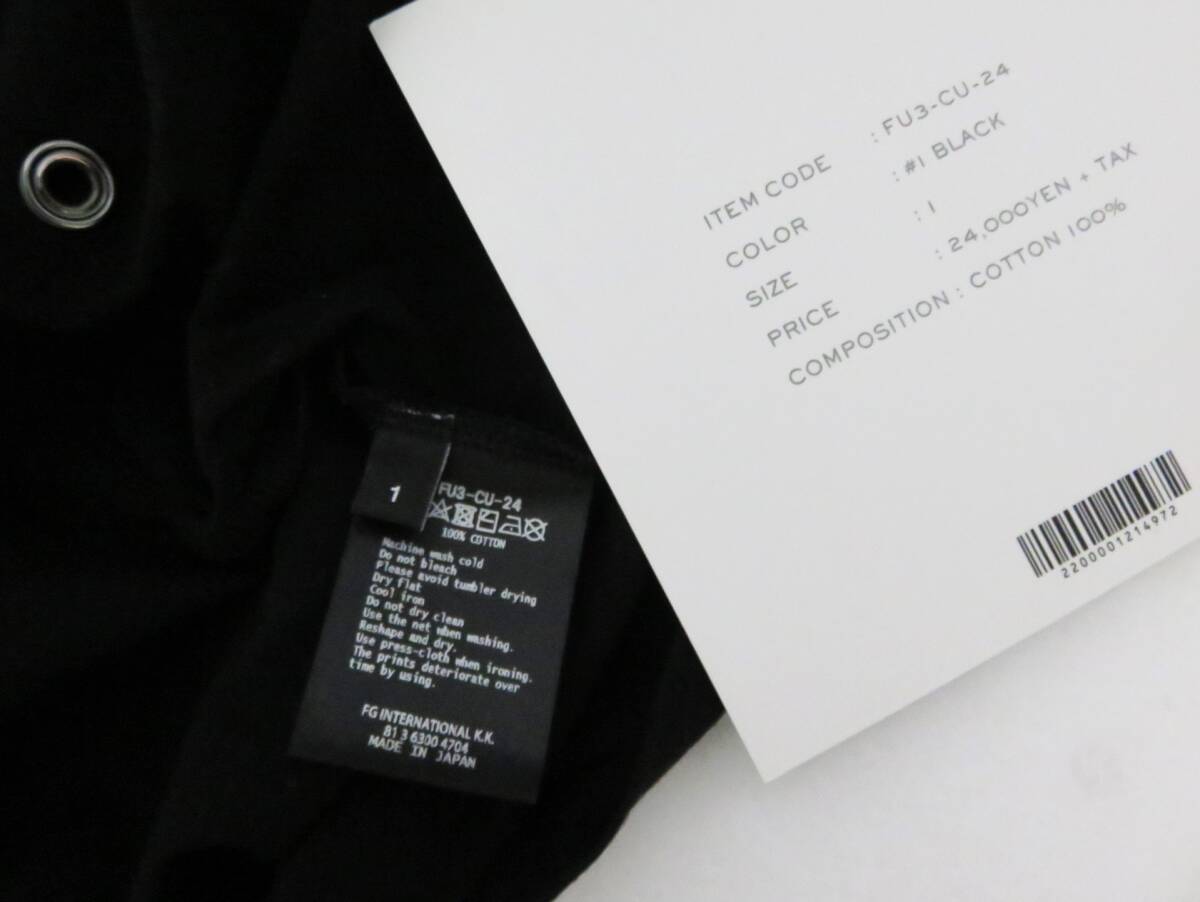 ITEM CODE : FU3-CU-24
COLOR : #1 BLACK
SIZE : 1
PRICE : 24,000YEN + TAX
COMPOSITION : COTTON 100%
2200001214972
1
FU3-CU-24
100% COTTON
Machine wash cold
Do not bleach
Please avoid tumbler drying
Dry flat
Cool iron
Do not dry clean
Use the net when washing.
Reshape and dry.
Use press-cloth when ironing.
The prints deteriorate over
time by using.
FG INTERNATIONAL K.K.
81 3 6300 4704
MADE IN JAPAN